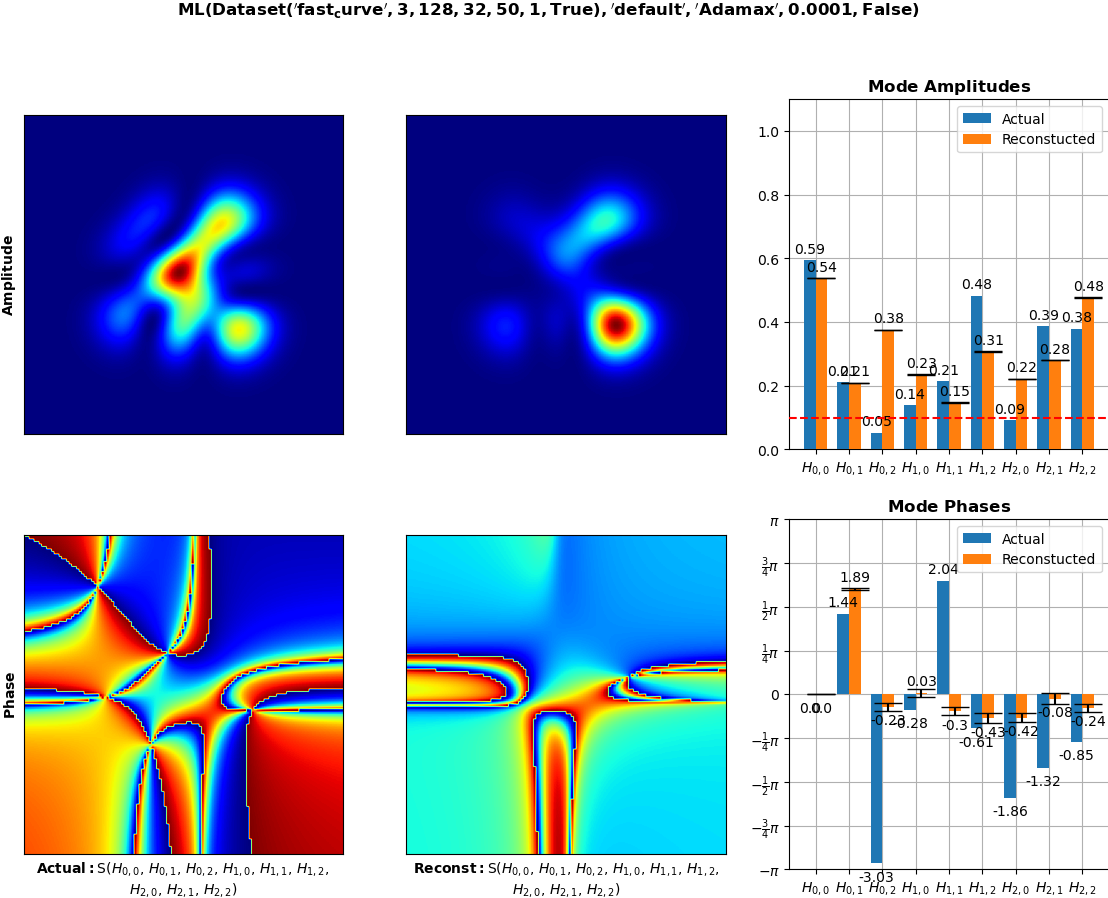 ML(Dataset('fast_curve', 3, 128, 32, 50, 1, True), 'default', 'Adamax', 0.0001, False)
Amplitude
Mode Amplitudes
Actual
Reconstucted
1.0
0.8
0.6
0.4
0.2
0.0
0.59
0.54
0.21
0.21
0.05
0.38
0.14
0.23
0.21
0.15
0.48
0.31
0.09
0.22
0.39
0.28
0.38
0.48
H0,0 H0,1 H0,2 H1,0 H1,1 H1,2 H2,0 H2,1 H2,2
Phase
Actual: S(H0,0, H0,1, H0,2, H1,0, H1,1, H1,2,
H2,0, H2,1, H2,2)
Reconst: S(H0,0, H0,1, H0,2, H1,0, H1,1, H1,2,
H2,0, H2,1, H2,2)
Mode Phases
Actual
Reconstucted
π
3/4π
1/2π
1/4π
0
−1/4π
−1/2π
−3/4π
−π
0.0
0.0
1.44
1.89
-3.03
-0.23
-0.28
0.03
2.04
-0.3
-0.61
-0.43
-1.86
-0.42
-1.32
-0.08
-0.85
-0.24
H0,0 H0,1 H0,2 H1,0 H1,1 H1,2 H2,0 H2,1 H2,2